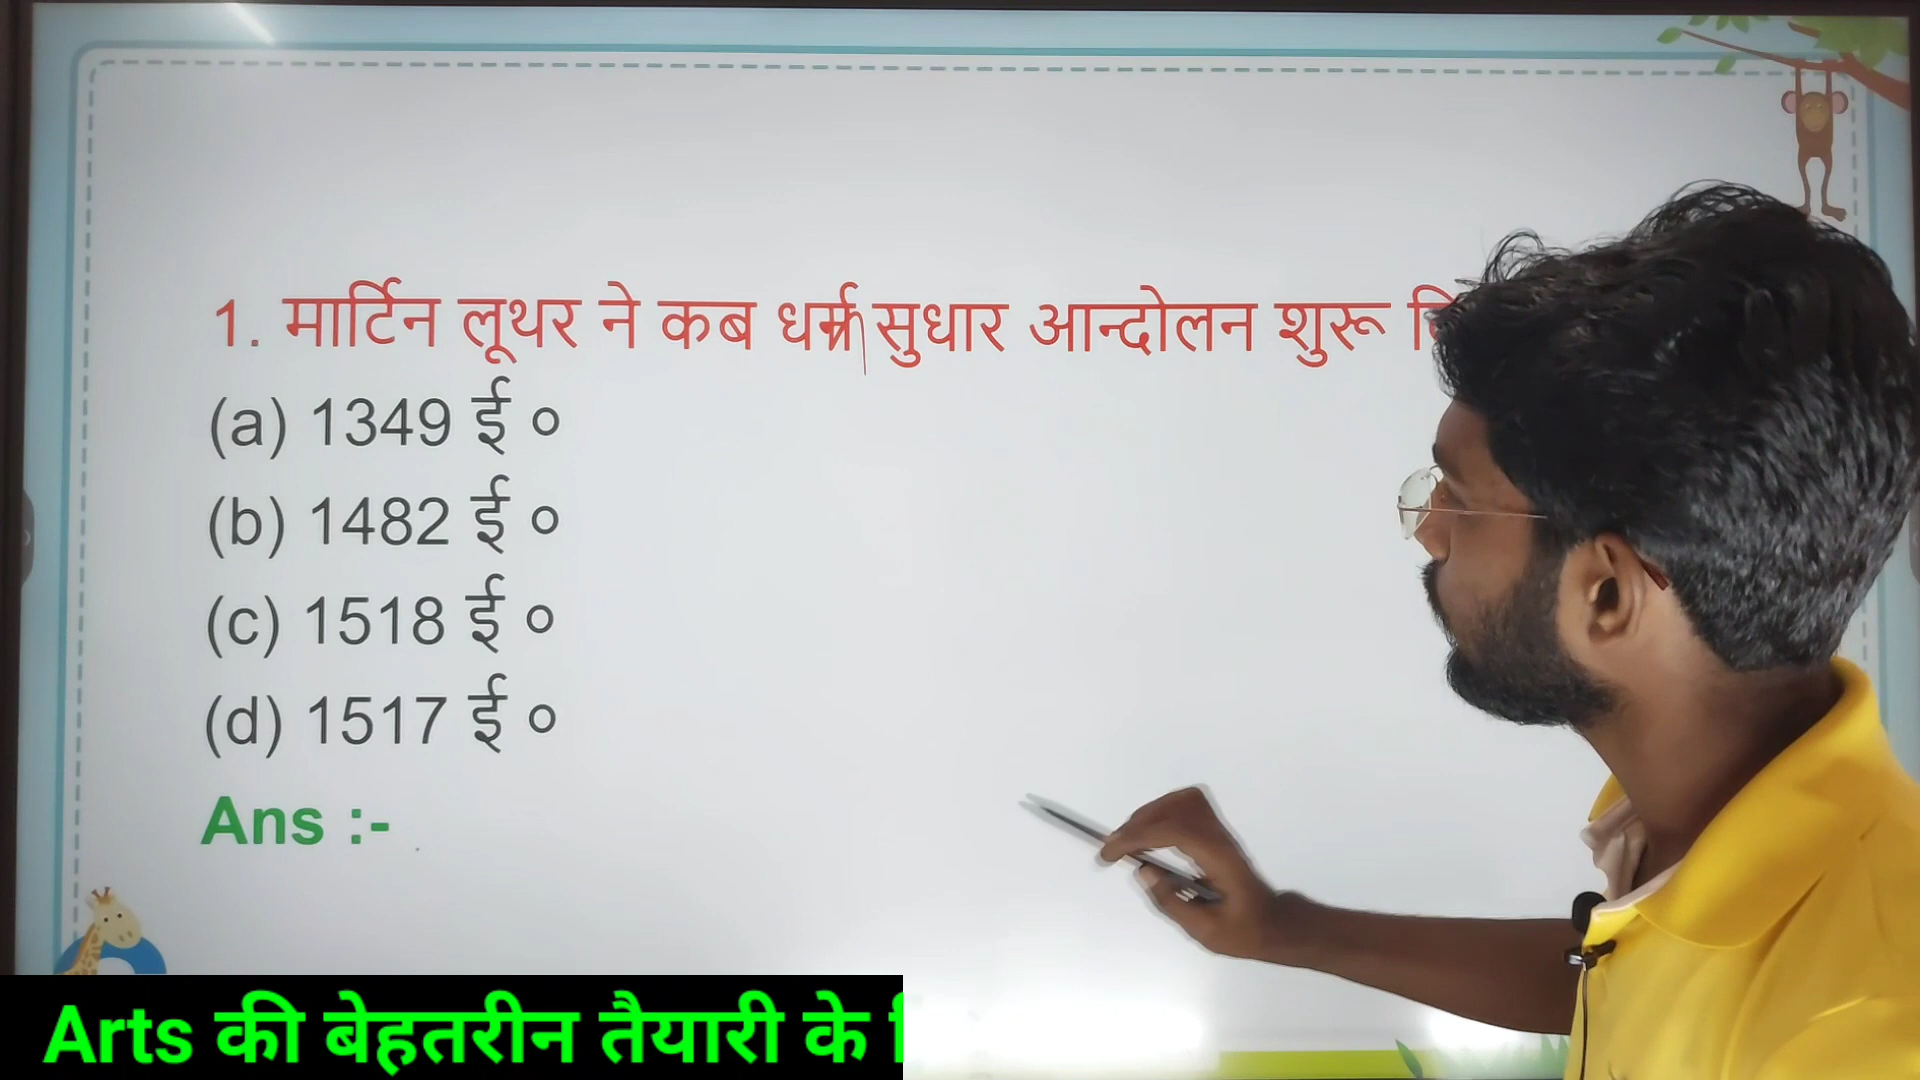 1. मार्टिन लूथर ने कब धर्म सुधार आन्दोलन शुरू
(a) 1349 ई ०
(b) 1482 ई ०
(c) 1518 ई ०
(d) 1517 ई ०
Ans :-
Arts की बेहतरीन तैयारी के